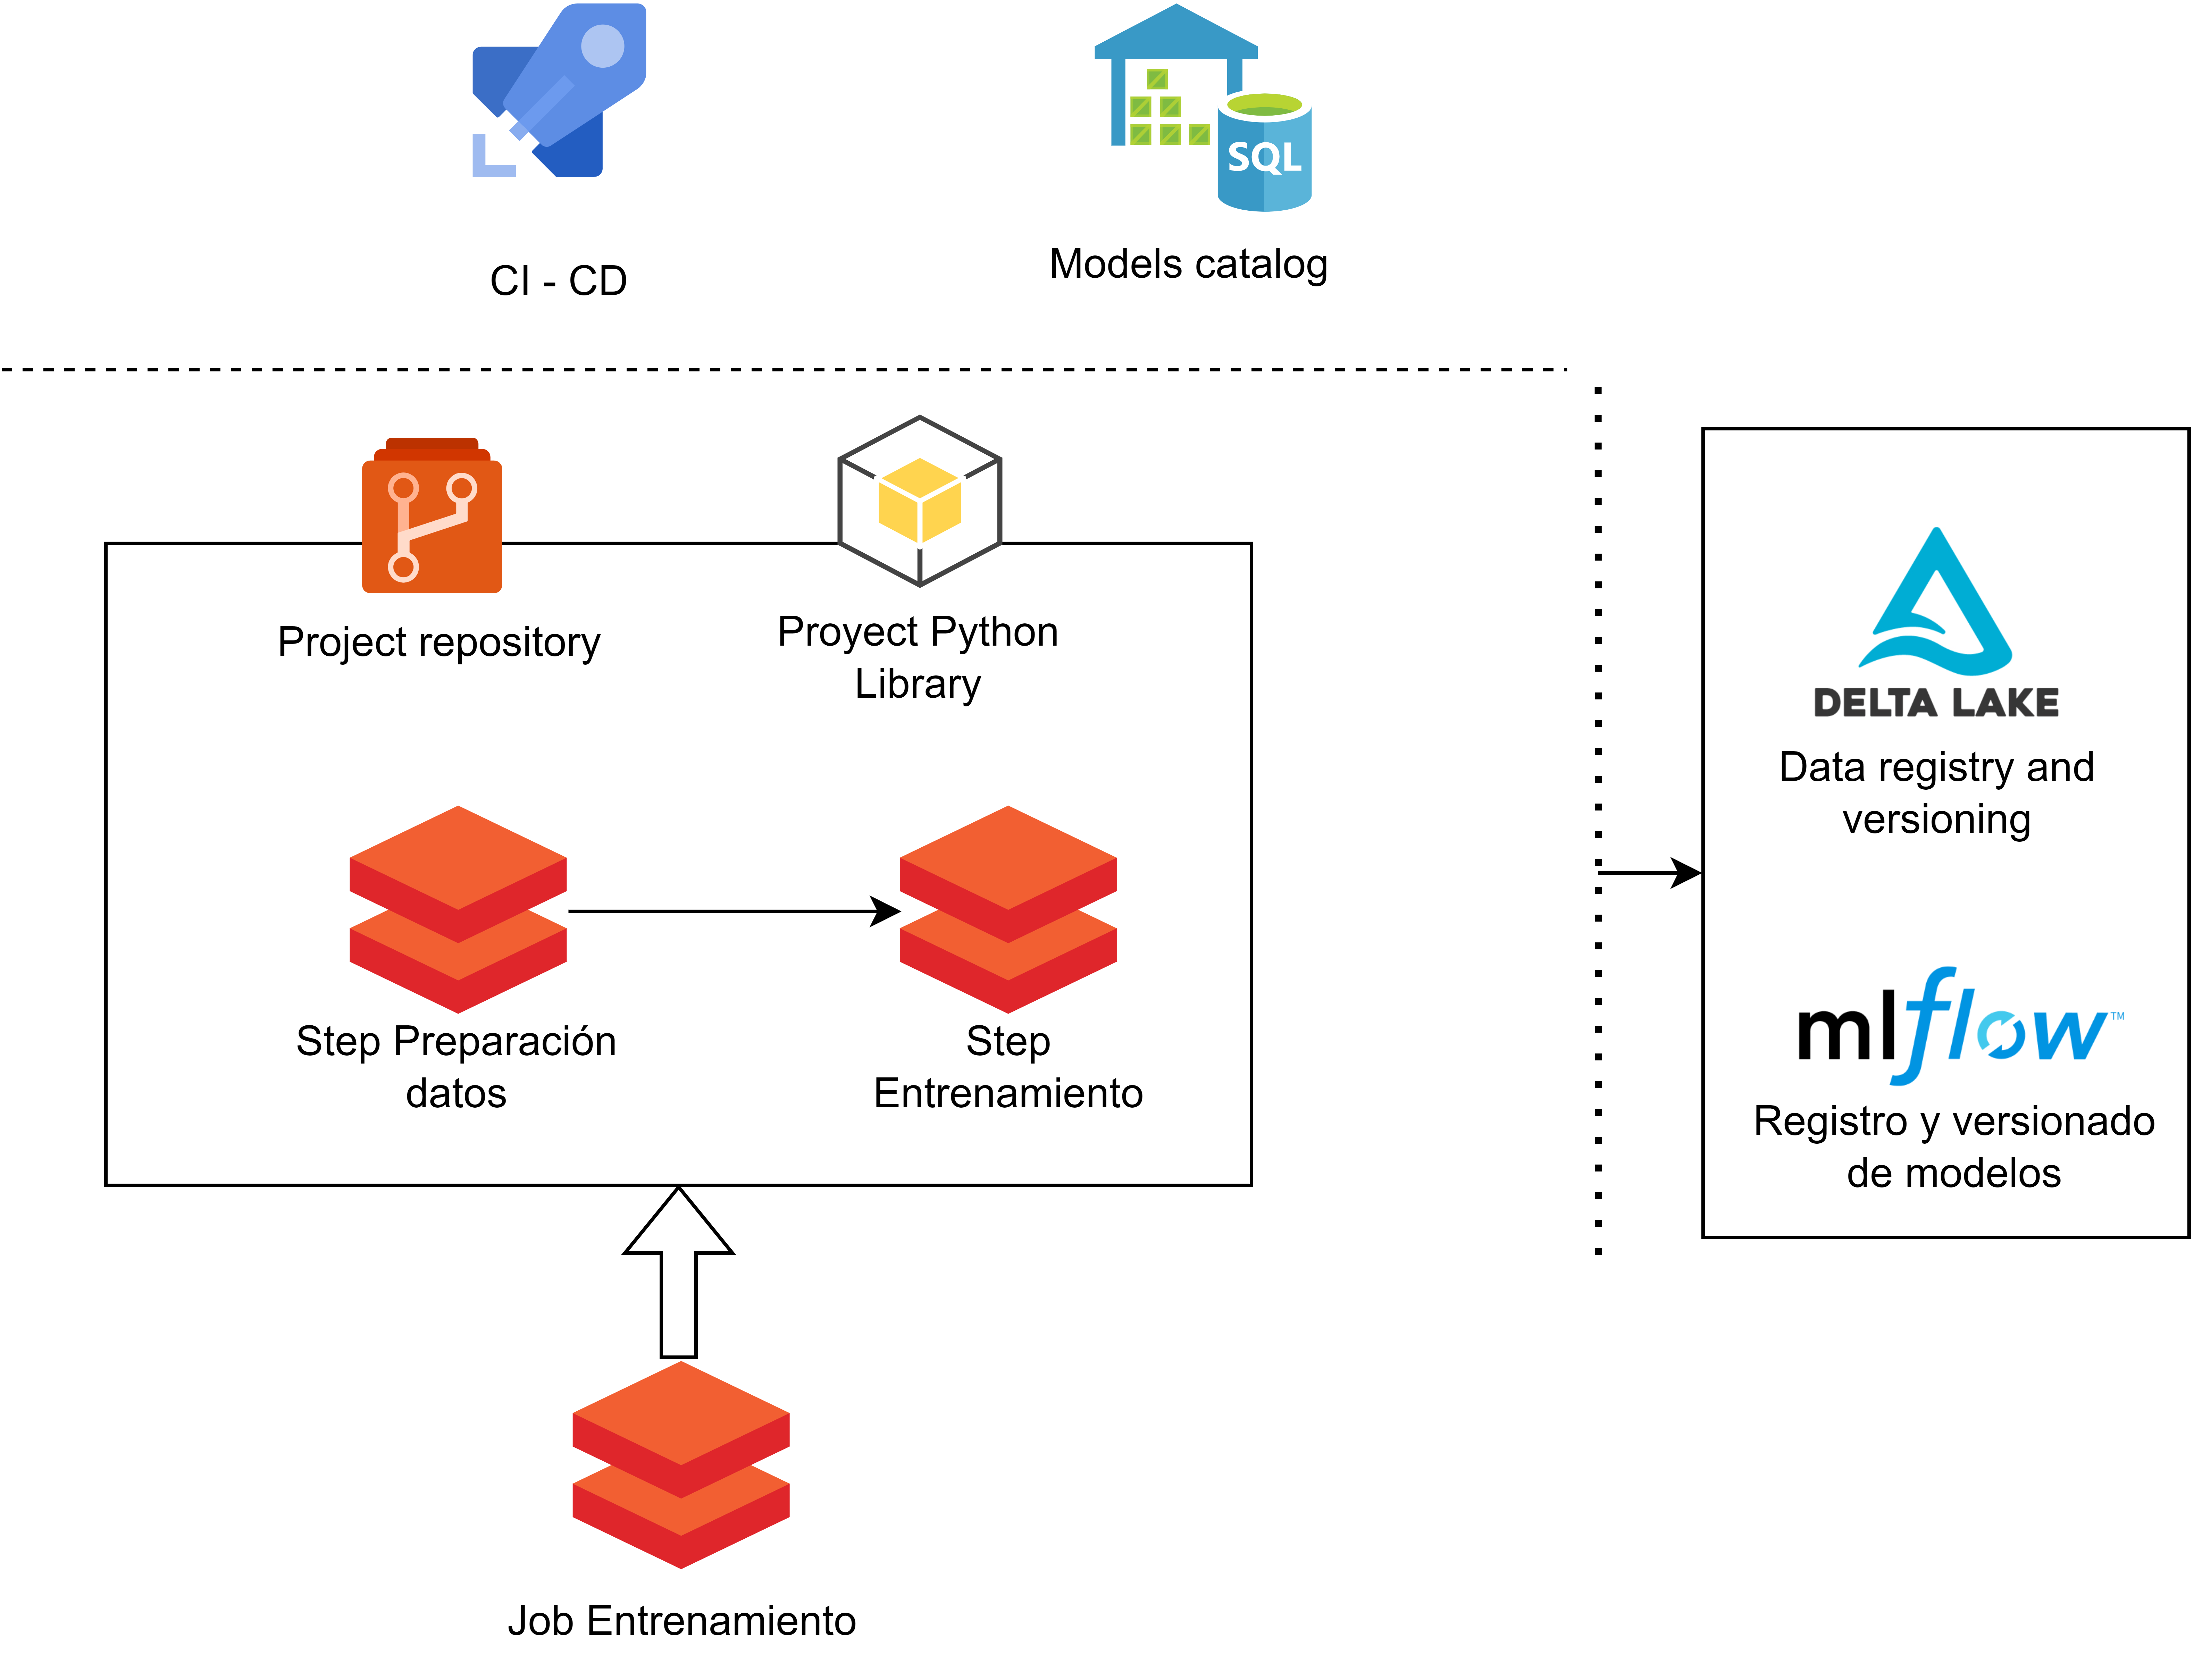 SQL
CI - CD
Models catalog
Project repository
Proyect Python
Library
Step Preparación
datos
Step
Entrenamiento
Job Entrenamiento
DELTA LAKE
Data registry and
versioning
mlflow™
Registro y versionado
de modelos